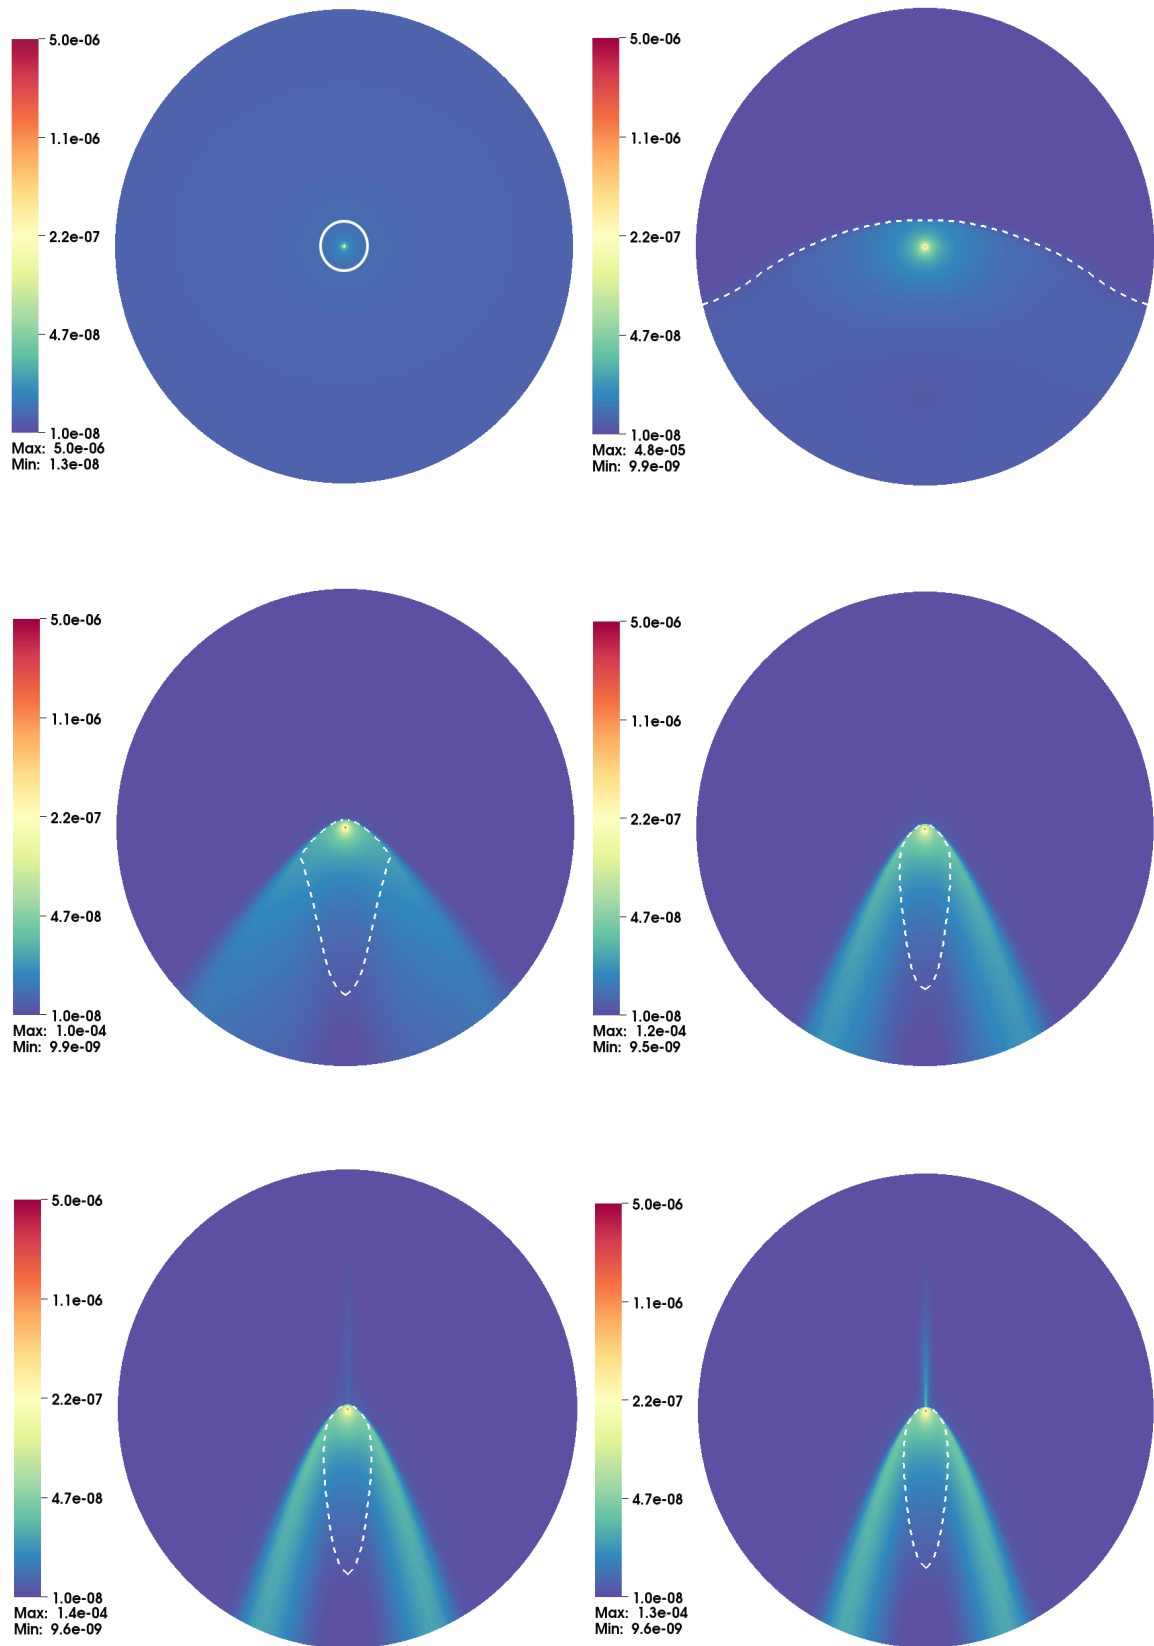 5.0e-06
1.1e-06
2.2e-07
4.7e-08
1.0e-08
Max: 5.0e-06
Min: 1.3e-08
5.0e-06
1.1e-06
2.2e-07
4.7e-08
1.0e-08
Max: 4.8e-05
Min: 9.9e-09
5.0e-06
1.1e-06
2.2e-07
4.7e-08
1.0e-08
Max: 1.0e-04
Min: 9.9e-09
5.0e-06
1.1e-06
2.2e-07
4.7e-08
1.0e-08
Max: 1.2e-04
Min: 9.5e-09
5.0e-06
1.1e-06
2.2e-07
4.7e-08
1.0e-08
Max: 1.4e-04
Min: 9.6e-09
5.0e-06
1.1e-06
2.2e-07
4.7e-08
1.0e-08
Max: 1.3e-04
Min: 9.6e-09